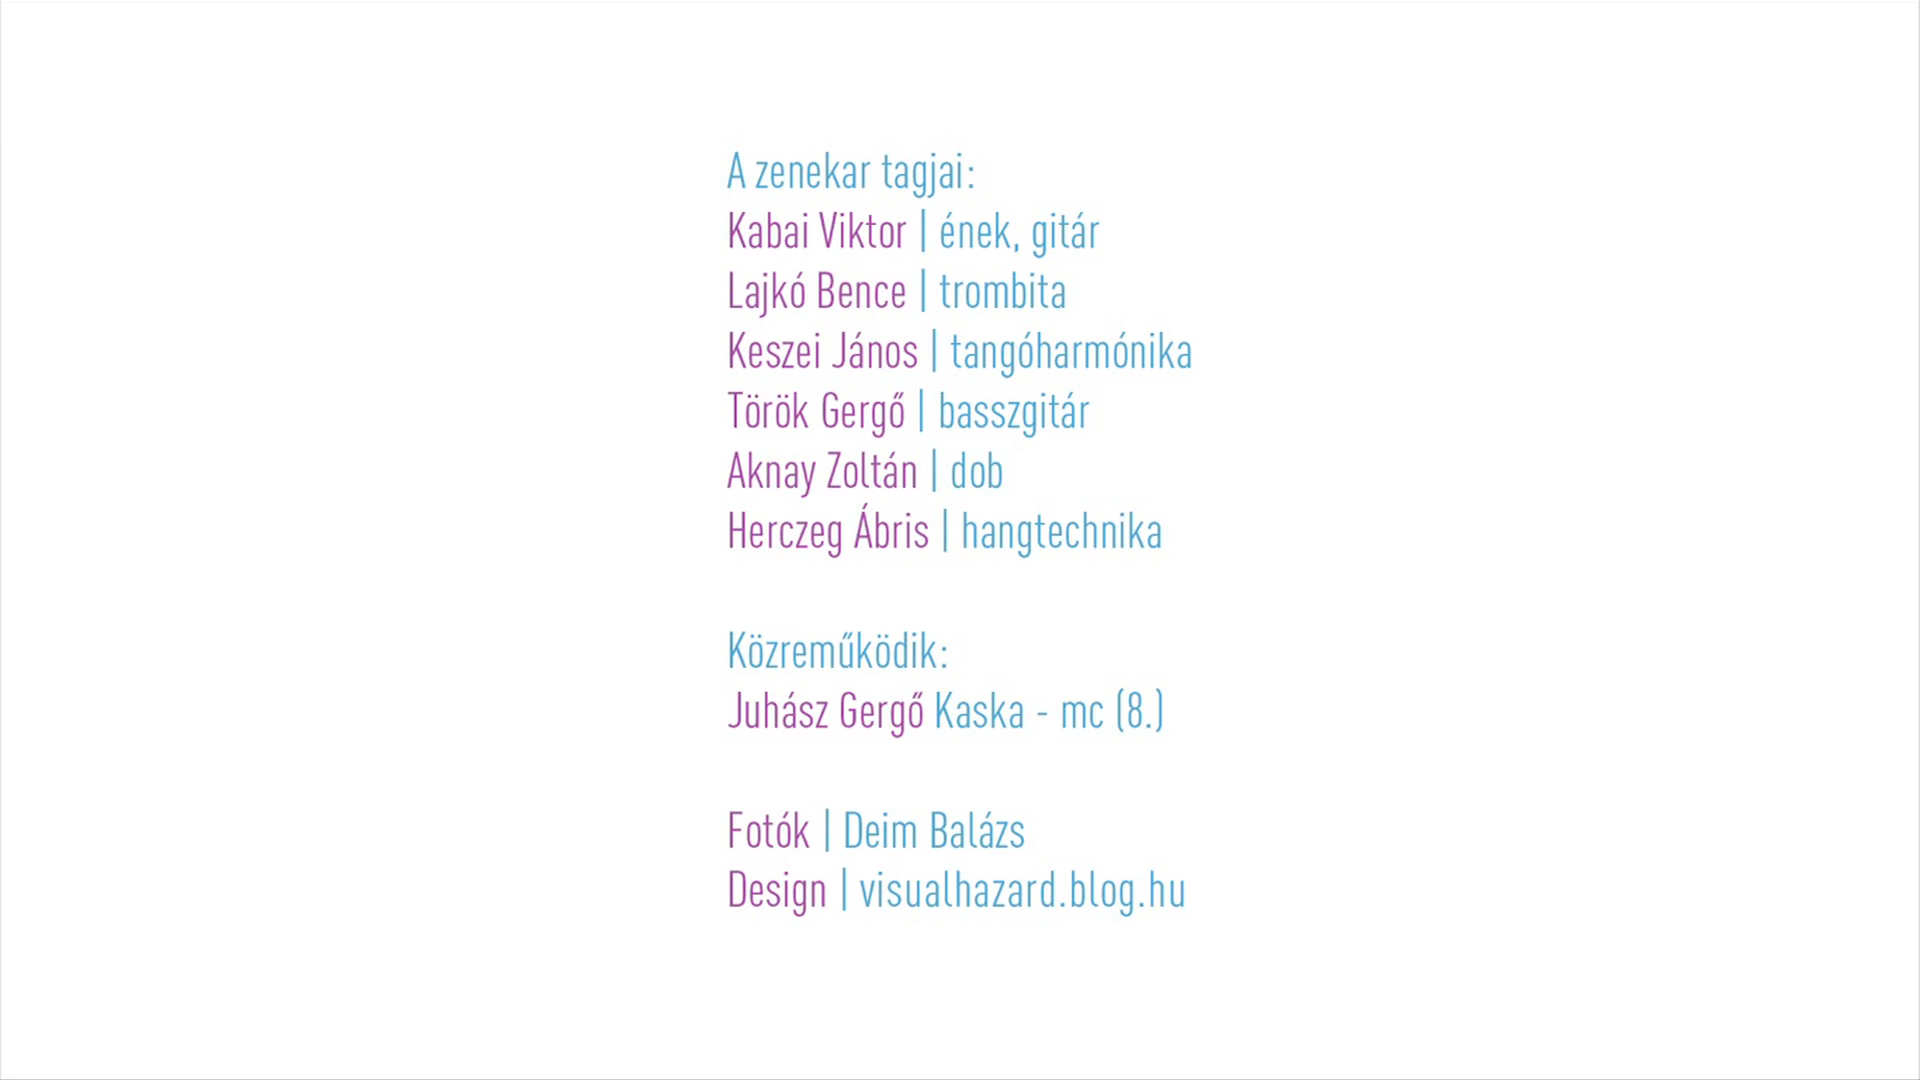 A zenekar tagjai:
Kabai Viktor | ének, gitár
Lajkó Bence | trombita
Keszei János | tangóharmónika
Török Gergő | basszgitár
Aknay Zoltán | dob
Herczeg Ábris | hangtechnika
Közreműködik:
Juhász Gergő Kaska - mc (8.)
Fotók | Deim Balázs
Design | visualhazard.blog.hu